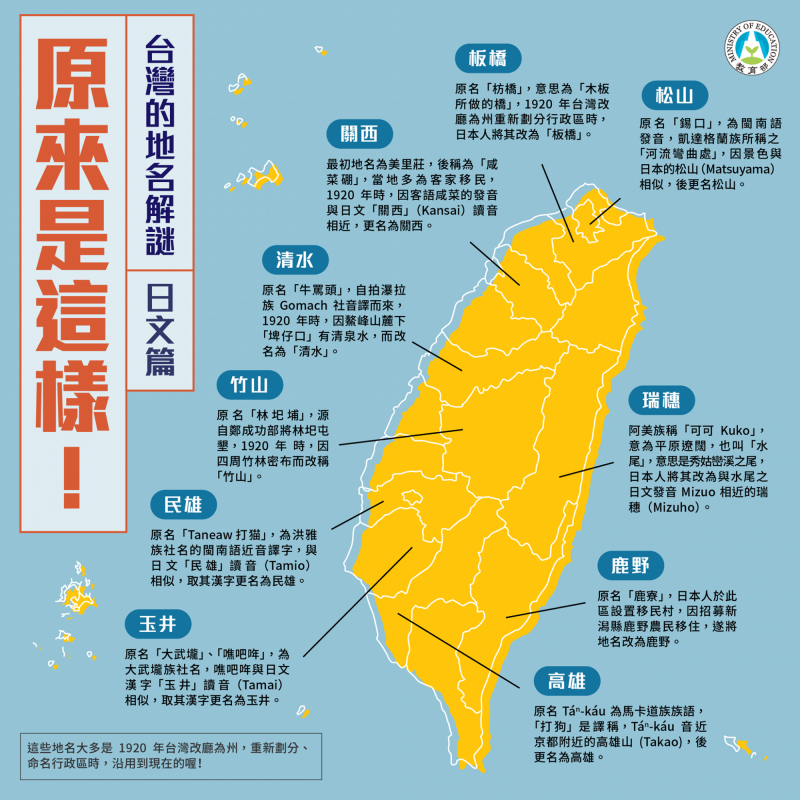 原來是這樣！
台灣的地名解謎
日文篇
MINISTRY OF EDUCATION
教育部
板橋
原名「枋橋」，意思為「木板
所做的橋」，1920 年台灣改
廳為州重新劃分行政區時，
日本人將其改為「板橋」。
松山
原名「錫口」，為閩南語
發音，凱達格蘭族所稱之
「河流彎曲處」，因景色與
日本的松山（Matsuyama）
相似，後更名松山。
關西
最初地名為美里莊，後稱為「咸
菜硼」，當地多為客家移民，
1920 年時，因客語咸菜的發音
與日文「關西」（Kansai）讀音
相近，更名為關西。
清水
原名「牛罵頭」，自拍瀑拉
族 Gomach 社音譯而來，
1920 年時，因鰲峰山麓下
「埤仔口」有清泉水，而改
名為「清水」。
竹山
原名「林圯埔」，源
自鄭成功部將林圯屯
墾，1920 年時，因
四周竹林密布而改稱
「竹山」。
瑞穗
阿美族稱「可可 Kuko」，
意為平原遼闊，也叫「水
尾」，意思是秀姑巒溪之尾，
日本人將其改為與水尾之
日文發音 Mizuo 相近的瑞
穗（Mizuho）。
民雄
原名「Taneaw 打猫」，為洪雅
族社名的閩南語近音譯字，與
日文「民雄」讀音（Tamio）
相似，取其漢字更名為民雄。
鹿野
原名「鹿寮」，日本人於此
區設置移民村，因招募新
潟縣鹿野農民移住，遂將
地名改為鹿野。
玉井
原名「大武壠」、「噍吧哖」，為
大武壠族社名，噍吧哖與日文
漢字「玉井」讀音（Tamai）
相似，取其漢字更名為玉井。
高雄
原名 Táⁿ-káu 為馬卡道族族語，
「打狗」是譯稱，Táⁿ-káu 音近
京都附近的高雄山 (Takao)，後
更名為高雄。
這些地名大多是 1920 年台灣改廳為州，重新劃分、
命名行政區時，沿用到現在的喔！